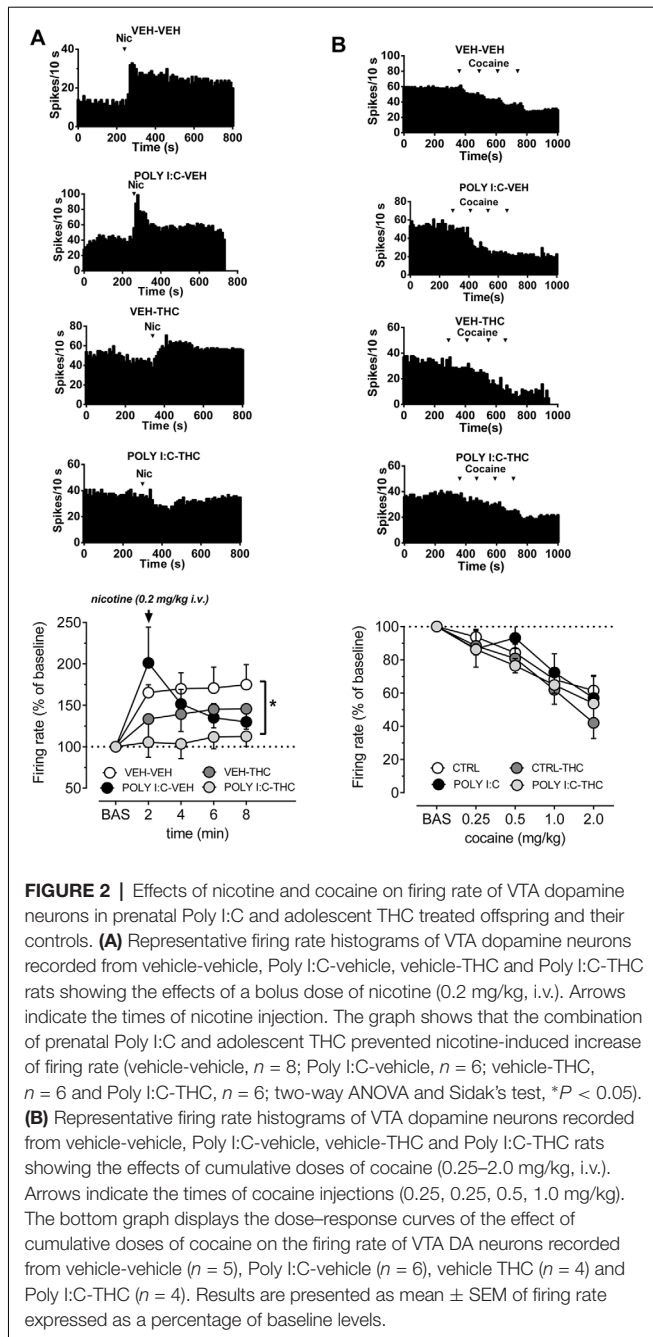 A
VEH-VEH
Nic
Spikes/10 s
40
20
0
0 200 400 600 800
Time (s)
POLY I:C-VEH
Nic
Spikes/10 s
100
80
60
40
20
0
0 200 400 600 800
Time (s)
VEH-THC
Nic
Spikes/10 s
100
80
60
40
20
0
0 200 400 600 800
Time (s)
POLY I:C-THC
Nic
Spikes/10 s
60
40
20
0
0 200 400 600 800
Time (s)
nicotine (0.2 mg/kg i.v.)
Firing rate (% of baseline)
250
200
150
100
50
*
VEH-VEH VEH-THC
POLY I:C-VEH POLY I:C-THC
BAS 2 4 6 8
time (min)
B
VEH-VEH
Cocaine
Spikes/10 s
100
80
60
40
20
0
0 200 400 600 800 1000
Time(s)
POLY I:C-VEH
Cocaine
Spikes/10 s
80
60
40
20
0
0 200 400 600 800 1000
Time(s)
VEH-THC
Cocaine
Spikes/10 s
60
40
20
0
0 200 400 600 800 1000
Time(s)
POLY I:C-THC
Cocaine
Spikes/10 s
60
40
20
0
0 200 400 600 800 1000
Time(s)
Firing rate (% of baseline)
100
80
60
40
20
0
CTRL CTRL-THC
POLY I:C POLY I:C-THC
BAS 0.25 0.5 1.0 2.0
cocaine (mg/kg)
FIGURE 2 | Effects of nicotine and cocaine on firing rate of VTA dopamine
neurons in prenatal Poly I:C and adolescent THC treated offspring and their
controls. (A) Representative firing rate histograms of VTA dopamine neurons
recorded from vehicle-vehicle, Poly I:C-vehicle, vehicle-THC and Poly I:C-THC
rats showing the effects of a bolus dose of nicotine (0.2 mg/kg, i.v.). Arrows
indicate the times of nicotine injection. The graph shows that the combination
of prenatal Poly I:C and adolescent THC prevented nicotine-induced increase
of firing rate (vehicle-vehicle, n = 8; Poly I:C-vehicle, n = 6; vehicle-THC,
n = 6 and Poly I:C-THC, n = 6; two-way ANOVA and Sidak's test, *P < 0.05).
(B) Representative firing rate histograms of VTA dopamine neurons recorded
from vehicle-vehicle, Poly I:C-vehicle, vehicle-THC and Poly I:C-THC rats
showing the effects of cumulative doses of cocaine (0.25–2.0 mg/kg, i.v.).
Arrows indicate the times of cocaine injections (0.25, 0.25, 0.5, 1.0 mg/kg).
The bottom graph displays the dose–response curves of the effect of
cumulative doses of cocaine on the firing rate of VTA DA neurons recorded
from vehicle-vehicle (n = 5), Poly I:C-vehicle (n = 6), vehicle THC (n = 4) and
Poly I:C-THC (n = 4). Results are presented as mean ± SEM of firing rate
expressed as a percentage of baseline levels.